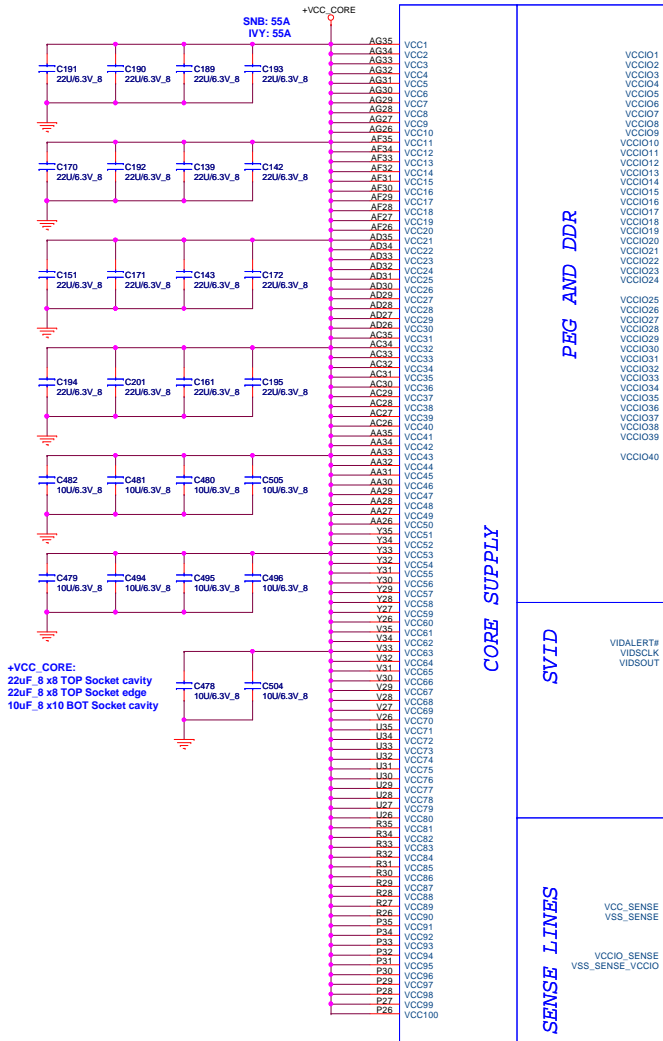 +VCC_CORE
SNB: 55A
IVY: 55A
C191 C190 C189 C193
22U/6.3V_8 22U/6.3V_8 22U/6.3V_8 22U/6.3V_8
C170 C192 C139 C142
22U/6.3V_8 22U/6.3V_8 22U/6.3V_8 22U/6.3V_8
C151 C171 C143 C172
22U/6.3V_8 22U/6.3V_8 22U/6.3V_8 22U/6.3V_8
C194 C201 C161 C195
22U/6.3V_8 22U/6.3V_8 22U/6.3V_8 22U/6.3V_8
C482 C481 C480 C505
10U/6.3V_8 10U/6.3V_8 10U/6.3V_8 10U/6.3V_8
C479 C494 C495 C496
10U/6.3V_8 10U/6.3V_8 10U/6.3V_8 10U/6.3V_8
C478 C504
10U/6.3V_8 10U/6.3V_8
+VCC_CORE:
22uF_8 x8 TOP Socket cavity
22uF_8 x8 TOP Socket edge
10uF_8 x10 BOT Socket cavity
AG35 VCC1
AG34 VCC2
AG33 VCC3
AG32 VCC4
AG31 VCC5
AG30 VCC6
AG29 VCC7
AG28 VCC8
AG27 VCC9
AG26 VCC10
AF35 VCC11
AF34 VCC12
AF33 VCC13
AF32 VCC14
AF31 VCC15
AF30 VCC16
AF29 VCC17
AF28 VCC18
AF27 VCC19
AF26 VCC20
AD35 VCC21
AD34 VCC22
AD33 VCC23
AD32 VCC24
AD31 VCC25
AD30 VCC26
AD29 VCC27
AD28 VCC28
AD27 VCC29
AD26 VCC30
AC35 VCC31
AC34 VCC32
AC33 VCC33
AC32 VCC34
AC31 VCC35
AC30 VCC36
AC29 VCC37
AC28 VCC38
AC27 VCC39
AC26 VCC40
AA35 VCC41
AA34 VCC42
AA33 VCC43
AA32 VCC44
AA31 VCC45
AA30 VCC46
AA29 VCC47
AA28 VCC48
AA27 VCC49
AA26 VCC50
Y35 VCC51
Y34 VCC52
Y33 VCC53
Y32 VCC54
Y31 VCC55
Y30 VCC56
Y29 VCC57
Y28 VCC58
Y27 VCC59
Y26 VCC60
V35 VCC61
V34 VCC62
V33 VCC63
V32 VCC64
V31 VCC65
V30 VCC66
V29 VCC67
V28 VCC68
V27 VCC69
V26 VCC70
U35 VCC71
U34 VCC72
U33 VCC73
U32 VCC74
U31 VCC75
U30 VCC76
U29 VCC77
U28 VCC78
U27 VCC79
U26 VCC80
R35 VCC81
R34 VCC82
R33 VCC83
R32 VCC84
R31 VCC85
R30 VCC86
R29 VCC87
R28 VCC88
R27 VCC89
R26 VCC90
P35 VCC91
P34 VCC92
P33 VCC93
P32 VCC94
P31 VCC95
P30 VCC96
P29 VCC97
P28 VCC98
P27 VCC99
P26 VCC100
CORE SUPPLY
PEG AND DDR
VCCIO1
VCCIO2
VCCIO3
VCCIO4
VCCIO5
VCCIO6
VCCIO7
VCCIO8
VCCIO9
VCCIO10
VCCIO11
VCCIO12
VCCIO13
VCCIO14
VCCIO15
VCCIO16
VCCIO17
VCCIO18
VCCIO19
VCCIO20
VCCIO21
VCCIO22
VCCIO23
VCCIO24
VCCIO25
VCCIO26
VCCIO27
VCCIO28
VCCIO29
VCCIO30
VCCIO31
VCCIO32
VCCIO33
VCCIO34
VCCIO35
VCCIO36
VCCIO37
VCCIO38
VCCIO39
VCCIO40
SVID
VIDALERT#
VIDSCLK
VIDSOUT
SENSE LINES
VCC_SENSE
VSS_SENSE
VCCIO_SENSE
VSS_SENSE_VCCIO